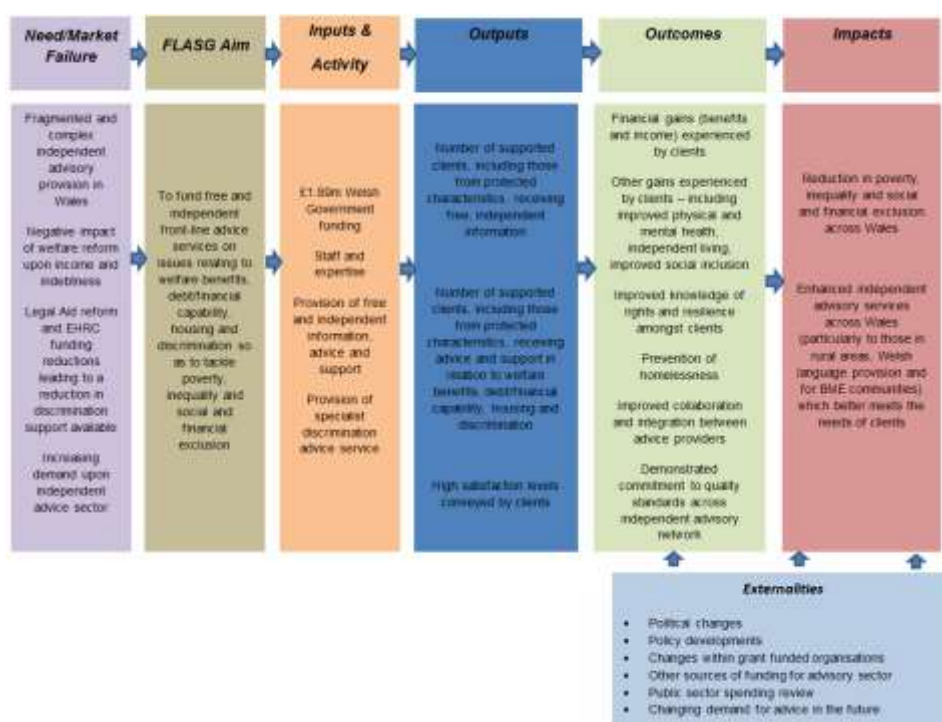 Need/Market
Failure
FLASG Aim
Inputs &
Activity
Outputs
Outcomes
Impacts
Fragmented and
complex
independent
advisory
provision in
Wales
Negative impact
of welfare reform
upon income and
indebtness
Legal Aid reform
and EHRC
funding
reductions
leading to a
reduction in
discrimination
support available
Increasing
demand upon
independent
advice sector
To fund free and
independent
front-line advice
services on
issues relating to
welfare benefits,
debt/financial
capability,
housing and
discrimination so
as to tackle
poverty,
inequality and
social and
financial
exclusion
Welsh
Government
funding
Staff and
expertise
Provision of free
and independent
information,
advice and
support
Provision of
specialist
discrimination
advice service
Number of supported
clients, including those
from protected
characteristics, receiving
free, independent
information
Number of supported
clients, including those
from protected
characteristics, receiving
advice and support in
relation to welfare
benefits, debt/financial
capability, housing and
discrimination
High satisfaction levels
conveyed by clients
Financial gains (benefits
and income) experienced
by clients
Other gains experienced
by clients – including
improved physical and
mental health,
independent living,
improved social inclusion
Improved knowledge of
rights and resilience
amongst clients
Prevention of
homelessness
Improved collaboration
and integration between
advice providers
Demonstrated
commitment to quality
standards across
independent advisory
network
Reduction in poverty,
inequality and social
and financial exclusion
across Wales
Enhanced independent
advisory services
across Wales
(particularly to those in
rural areas, Welsh
language provision and
for BME communities)
which better meets the
needs of clients
Externalities
• Political changes
• Policy developments
• Changes within grant funded organisations
• Other sources of funding for advisory sector
• Public sector spending review
• Changing demand for advice in the future